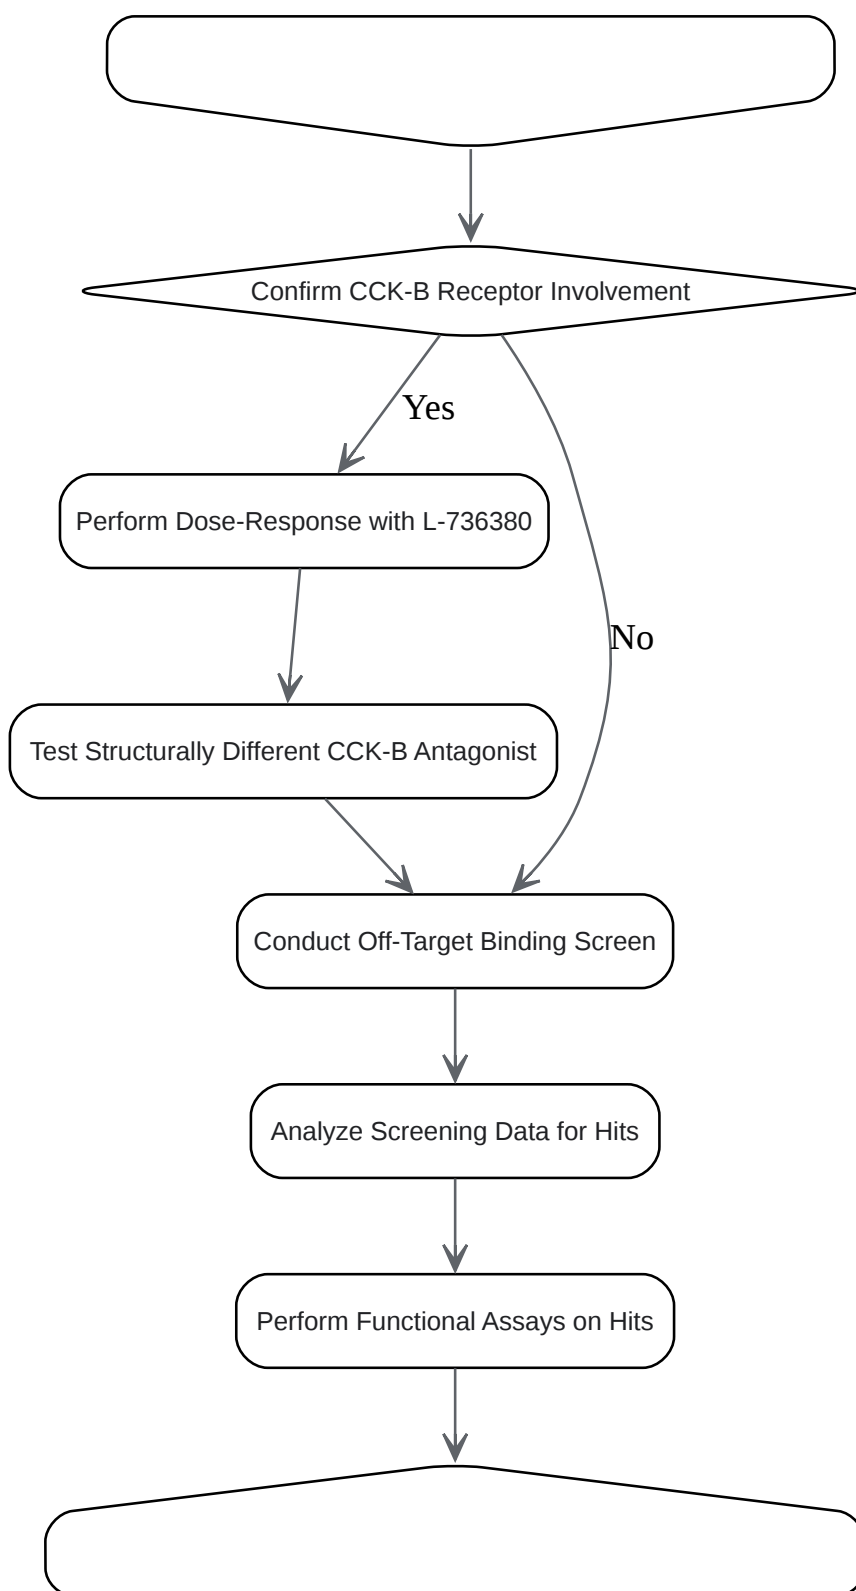 Confirm CCK-B Receptor Involvement
Yes
Perform Dose-Response with L-736380
No
Test Structurally Different CCK-B Antagonist
Conduct Off-Target Binding Screen
Analyze Screening Data for Hits
Perform Functional Assays on Hits